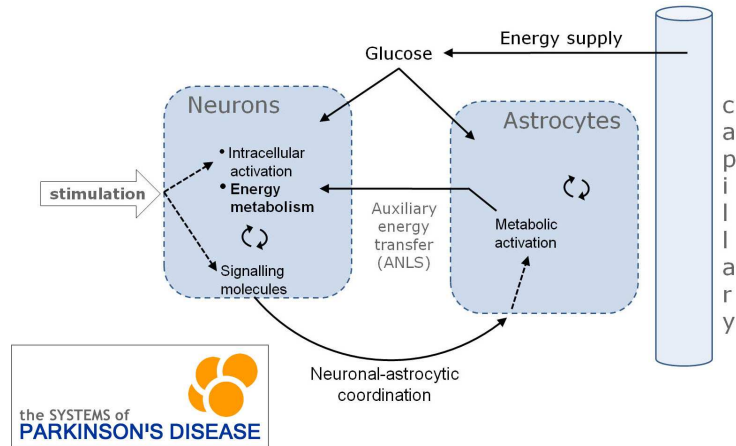 Energy supply
Glucose
Neurons
Astrocytes
capillary
• Intracellular
activation
• Energy
metabolism
stimulation
Auxiliary
energy
transfer
(ANLS)
Metabolic
activation
Signalling
molecules
Neuronal-astrocytic
coordination
the SYSTEMS of
PARKINSON'S DISEASE